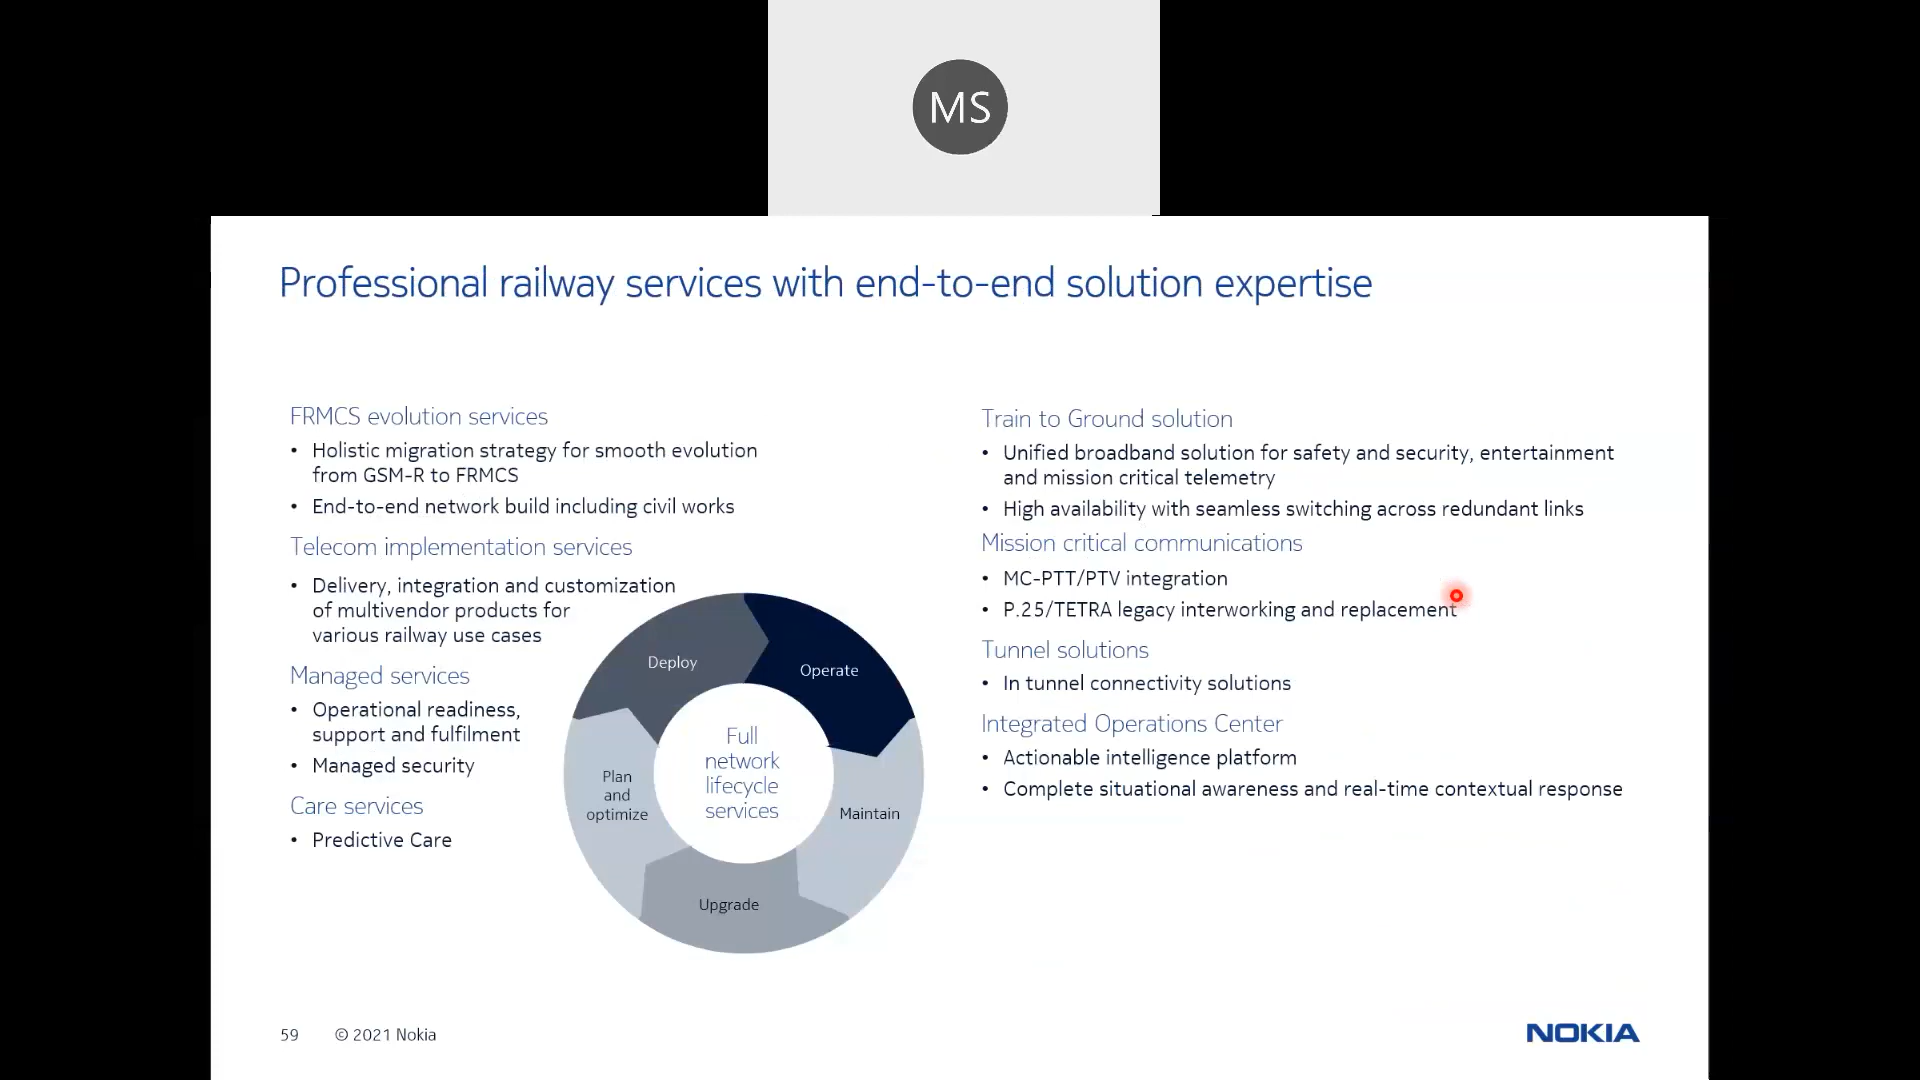 MS
Professional railway services with end-to-end solution expertise
FRMCS evolution services
• Holistic migration strategy for smooth evolution
from GSM-R to FRMCS
• End-to-end network build including civil works
Telecom implementation services
• Delivery, integration and customization
of multivendor products for
various railway use cases
Managed services
• Operational readiness,
support and fulfilment
• Managed security
Care services
• Predictive Care
Deploy
Operate
Maintain
Upgrade
Plan
and
optimize
Full
network
lifecycle
services
Train to Ground solution
• Unified broadband solution for safety and security, entertainment
and mission critical telemetry
• High availability with seamless switching across redundant links
Mission critical communications
• MC-PTT/PTV integration
• P.25/TETRA legacy interworking and replacement
Tunnel solutions
• In tunnel connectivity solutions
Integrated Operations Center
• Actionable intelligence platform
• Complete situational awareness and real-time contextual response
59 © 2021 Nokia
NOKIA